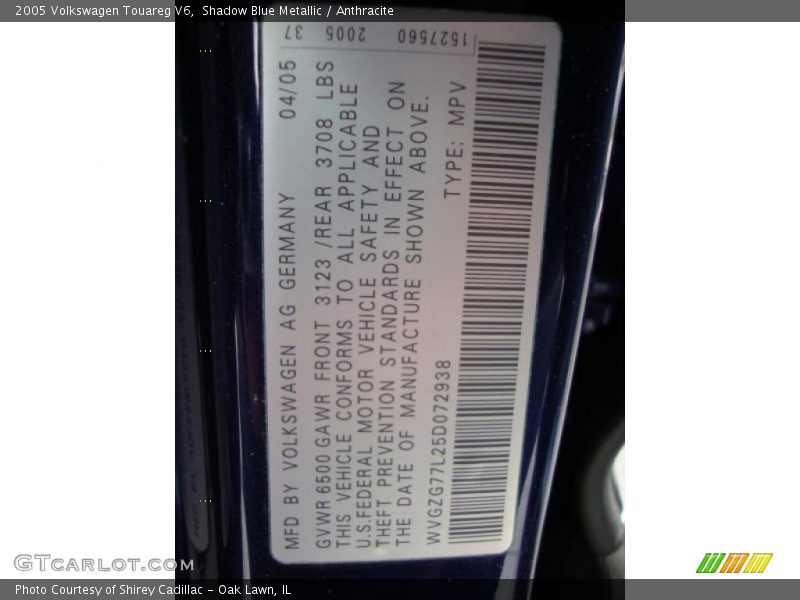 2005 Volkswagen Touareg V6, Shadow Blue Metallic / Anthracite
MFD BY VOLKSWAGEN AG GERMANY 04/05
GVWR 6500 GAWR FRONT 3123 /REAR 3708 LBS
THIS VEHICLE CONFORMS TO ALL APPLICABLE
U.S.FEDERAL MOTOR VEHICLE SAFETY AND
THEFT PREVENTION STANDARDS IN EFFECT ON
THE DATE OF MANUFACTURE SHOWN ABOVE.
WVGZG77L25D072938 TYPE: MPV
1527560 2005 37
GTCarlot.com
Photo Courtesy of Shirey Cadillac - Oak Lawn, IL